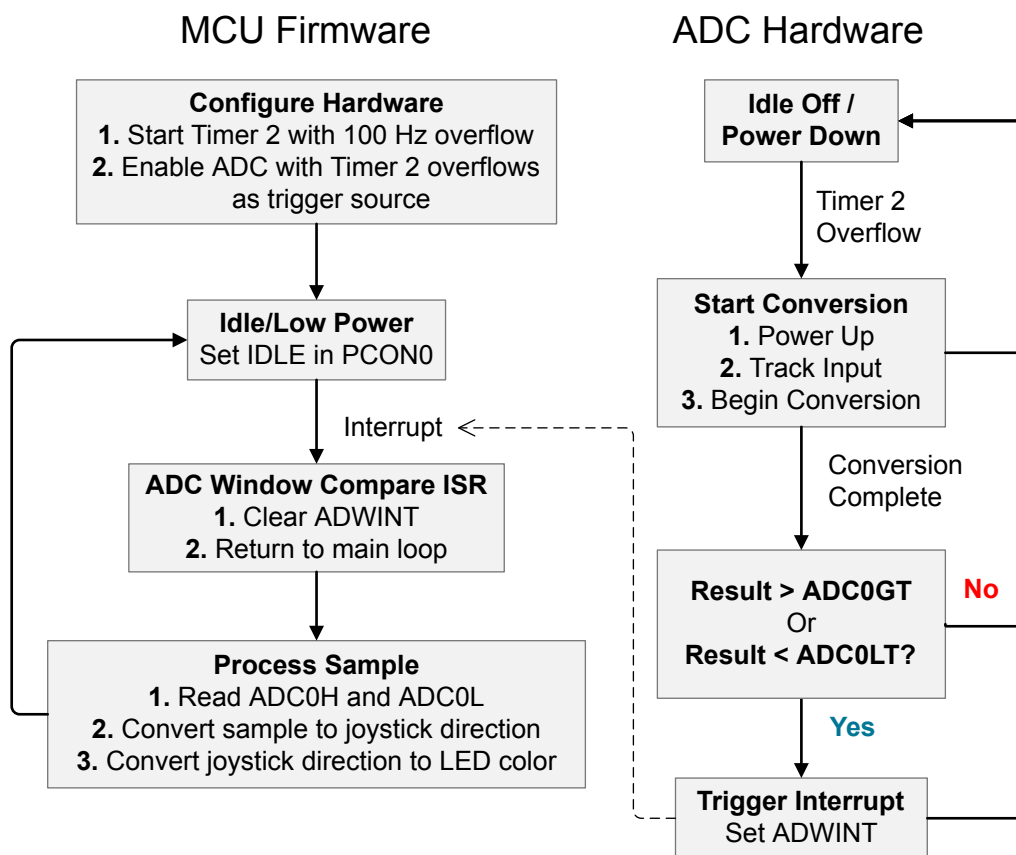 MCU Firmware
Configure Hardware
1. Start Timer 2 with 100 Hz overflow
2. Enable ADC with Timer 2 overflows
as trigger source
Idle/Low Power
Set IDLE in PCON0
Interrupt
ADC Window Compare ISR
1. Clear ADWINT
2. Return to main loop
Process Sample
1. Read ADC0H and ADC0L
2. Convert sample to joystick direction
3. Convert joystick direction to LED color
ADC Hardware
Idle Off /
Power Down
Timer 2
Overflow
Start Conversion
1. Power Up
2. Track Input
3. Begin Conversion
Conversion
Complete
Result > ADC0GT
Or
Result < ADC0LT?
No
Yes
Trigger Interrupt
Set ADWINT